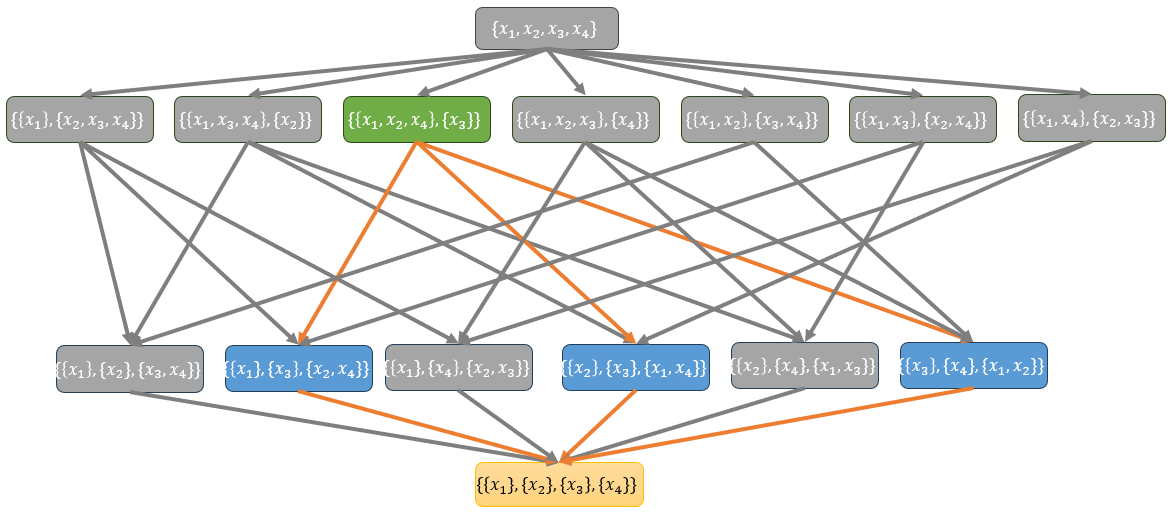 {x₁, x₂, x₃, x₄}
{{x₁}, {x₂, x₃, x₄}}
{{x₁, x₃, x₄}, {x₂}}
{{x₁, x₂, x₄}, {x₃}}
{{x₁, x₂, x₃}, {x₄}}
{{x₁, x₂}, {x₃, x₄}}
{{x₁, x₃}, {x₂, x₄}}
{{x₁, x₄}, {x₂, x₃}}
{{x₁}, {x₂}, {x₃, x₄}}
{{x₁}, {x₃}, {x₂, x₄}}
{{x₁}, {x₄}, {x₂, x₃}}
{{x₂}, {x₃}, {x₁, x₄}}
{{x₂}, {x₄}, {x₁, x₃}}
{{x₃}, {x₄}, {x₁, x₂}}
{{x₁}, {x₂}, {x₃}, {x₄}}